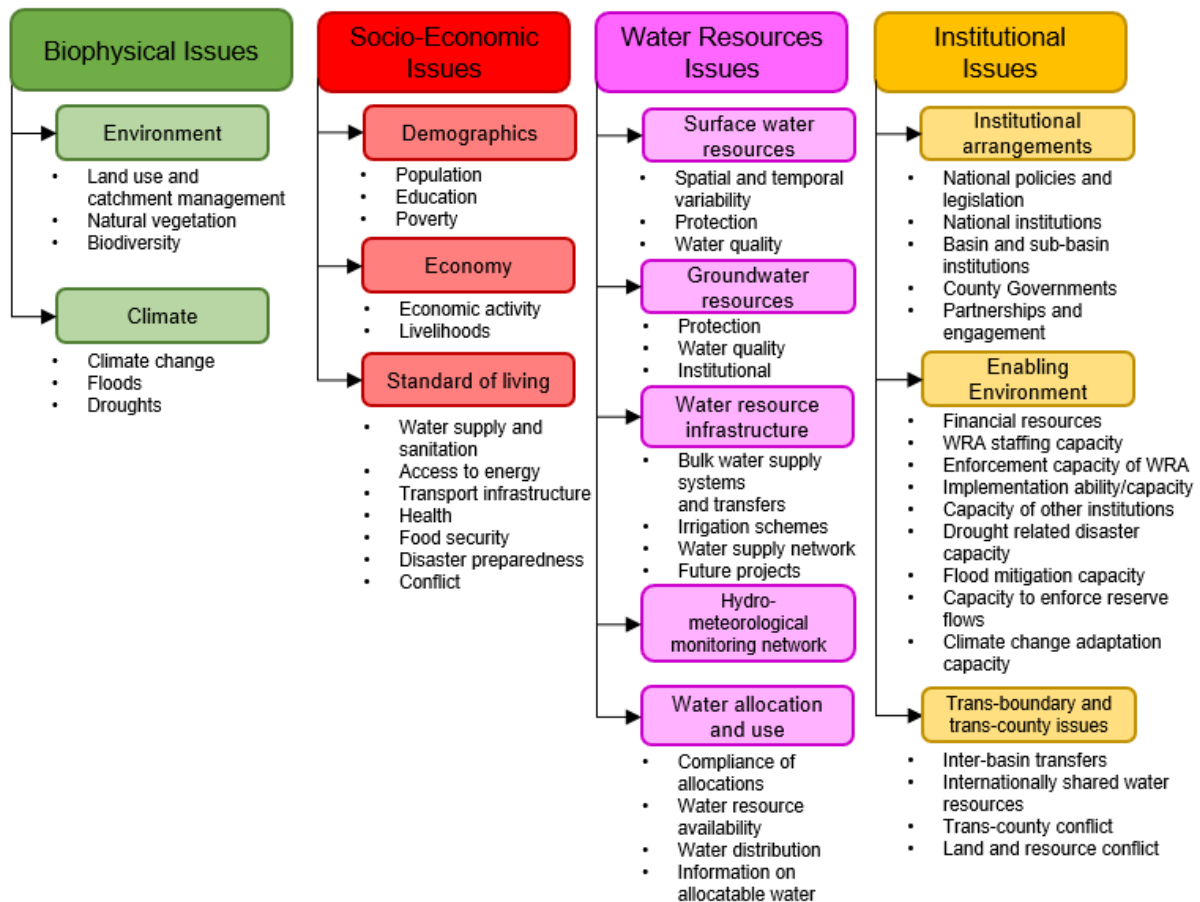 Biophysical Issues
Environment
• Land use and
catchment management
• Natural vegetation
• Biodiversity
Climate
• Climate change
• Floods
• Droughts
Socio-Economic
Issues
Demographics
• Population
• Education
• Poverty
Economy
• Economic activity
• Livelihoods
Standard of living
• Water supply and
sanitation
• Access to energy
• Transport infrastructure
• Health
• Food security
• Disaster preparedness
• Conflict
Water Resources
Issues
Surface water
resources
• Spatial and temporal
variability
• Protection
• Water quality
Groundwater
resources
• Protection
• Water quality
• Institutional
Water resource
infrastructure
• Bulk water supply
systems
and transfers
• Irrigation schemes
• Water supply network
• Future projects
Hydro-
meteorological
monitoring network
Water allocation
and use
• Compliance of
allocations
• Water resource
availability
• Water distribution
• Information on
allocatable water
Institutional
Issues
Institutional
arrangements
• National policies and
legislation
• National institutions
• Basin and sub-basin
institutions
• County Governments
• Partnerships and
engagement
Enabling
Environment
• Financial resources
• WRA staffing capacity
• Enforcement capacity of WRA
• Implementation ability/capacity
• Capacity of other institutions
• Drought related disaster
capacity
• Flood mitigation capacity
• Capacity to enforce reserve
flows
• Climate change adaptation
capacity
Trans-boundary and
trans-county issues
• Inter-basin transfers
• Internationally shared water
resources
• Trans-county conflict
• Land and resource conflict